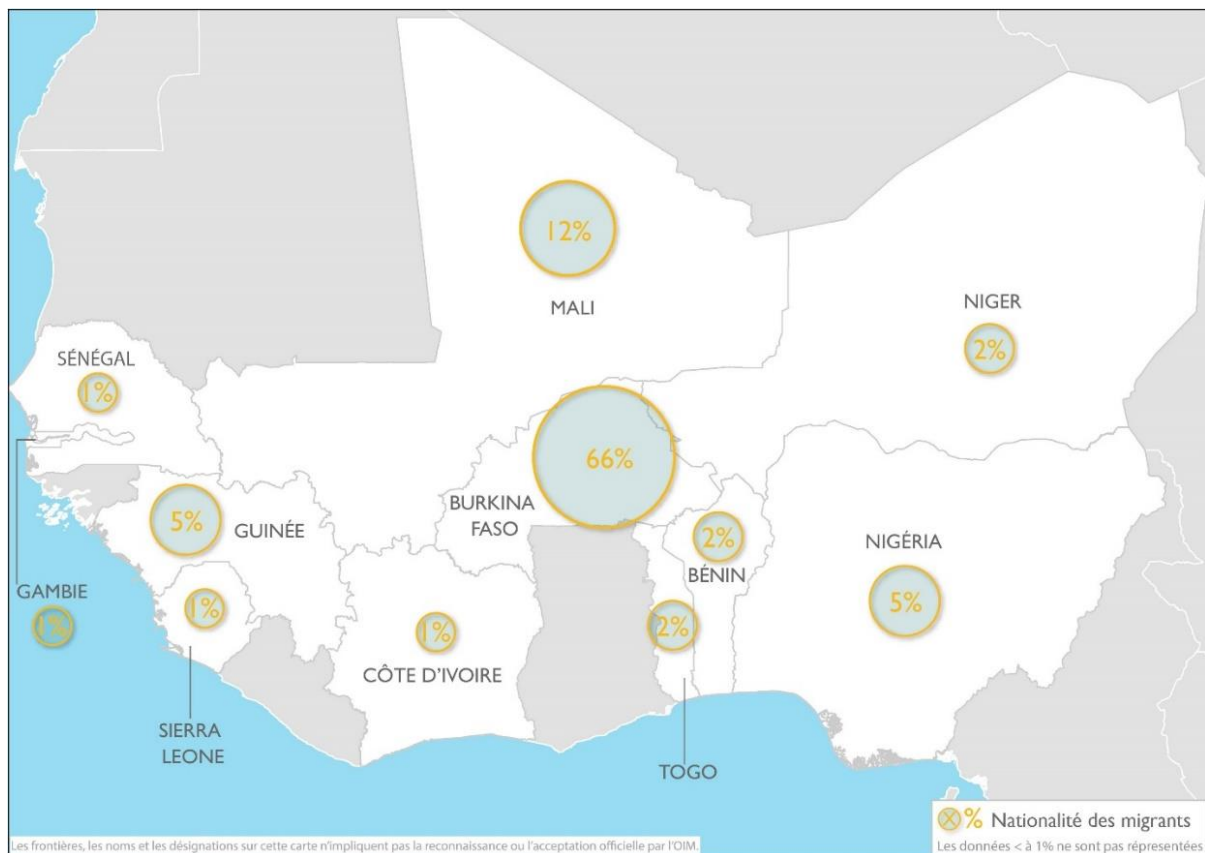 12%
MALI
NIGER
2%
SÉNÉGAL
1%
66%
BURKINA
FASO
5%
GUINÉE
2%
BÉNIN
NIGÉRIA
5%
GAMBIE
1%
1%
1%
CÔTE D'IVOIRE
2%
SIERRA
LEONE
TOGO
% Nationalité des migrants
Les frontières, les noms et les désignations sur cette carte n'impliquent pas la reconnaissance ou l'acceptation officielle par l'OIM.
Les données < à 1% ne sont pas répresentées